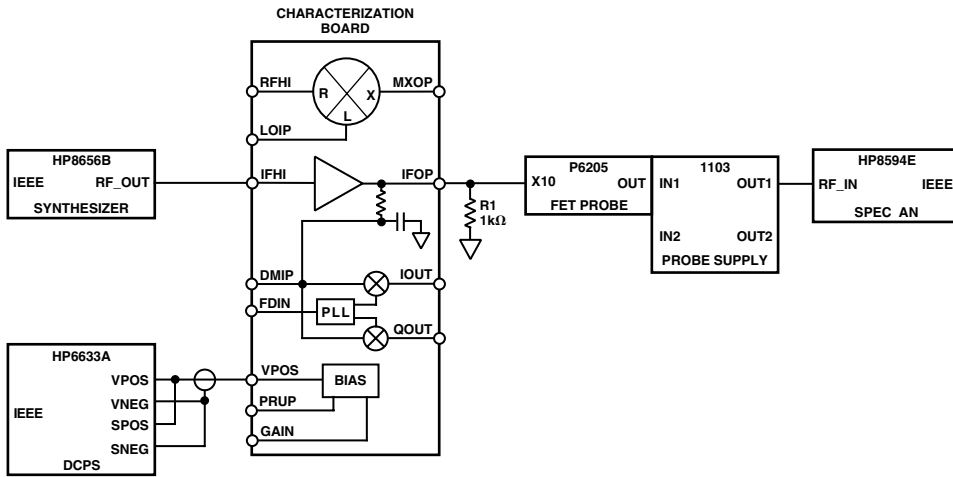 CHARACTERIZATION
BOARD
RFHI
R
X
L
MXOP
LOIP
HP8656B
IEEE
RF_OUT
SYNTHESIZER
IFHI
IFOP
R1
1kΩ
P6205
X10
OUT
FET PROBE
1103
IN1
OUT1
IN2
OUT2
PROBE SUPPLY
HP8594E
RF_IN
IEEE
SPEC AN
DMIP
IOUT
FDIN
PLL
QOUT
HP6633A
VPOS
IEEE
VNEG
SPOS
SNEG
DCPS
VPOS
BIAS
PRUP
GAIN